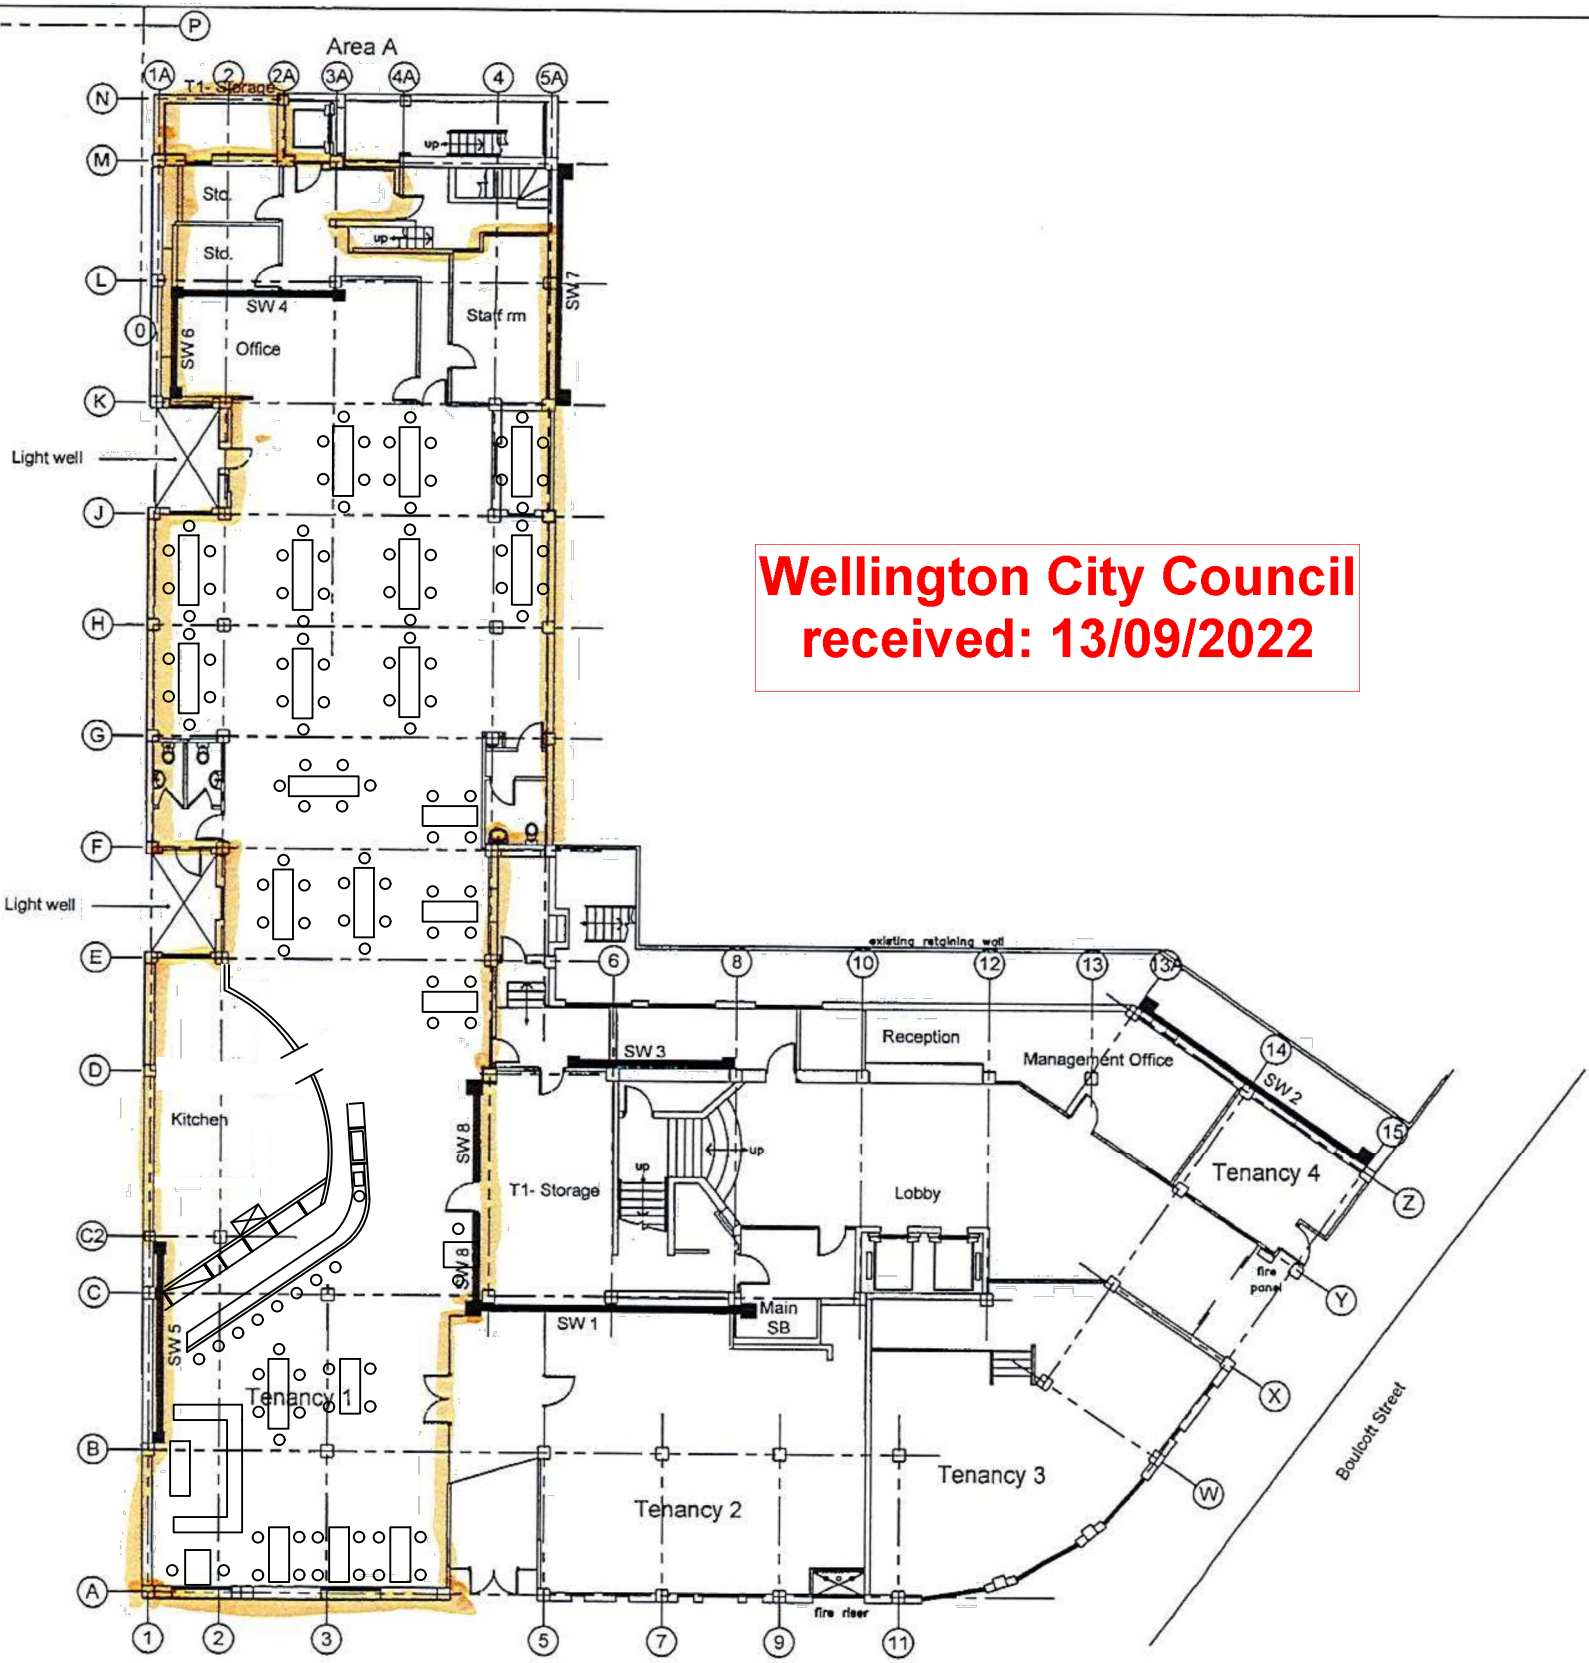 P
Area A
1A 2 2A 3A 4A 4 5A
T1- Storage
N
up
M
Std.
Std.
up
L
SW 4
SW 7
Staff rm
0
SW 6
Office
K
Light well
J
Wellington City Council
received: 13/09/2022
H
G
F
Light well
E
existing retaining wall
6 8 10 12 13 13A
Reception
SW 3
Management Office
14
D
SW 2
Kitchen
15
SW 8
up
up
Tenancy 4
T1- Storage
Lobby
Z
C2
SW 8
fire
panel
C
Y
Main
SB
SW 1
SW 5
X
Tenancy 1
Boulcott Street
B
Tenancy 3
W
Tenancy 2
A
fire riser
1 2 3 5 7 9 11